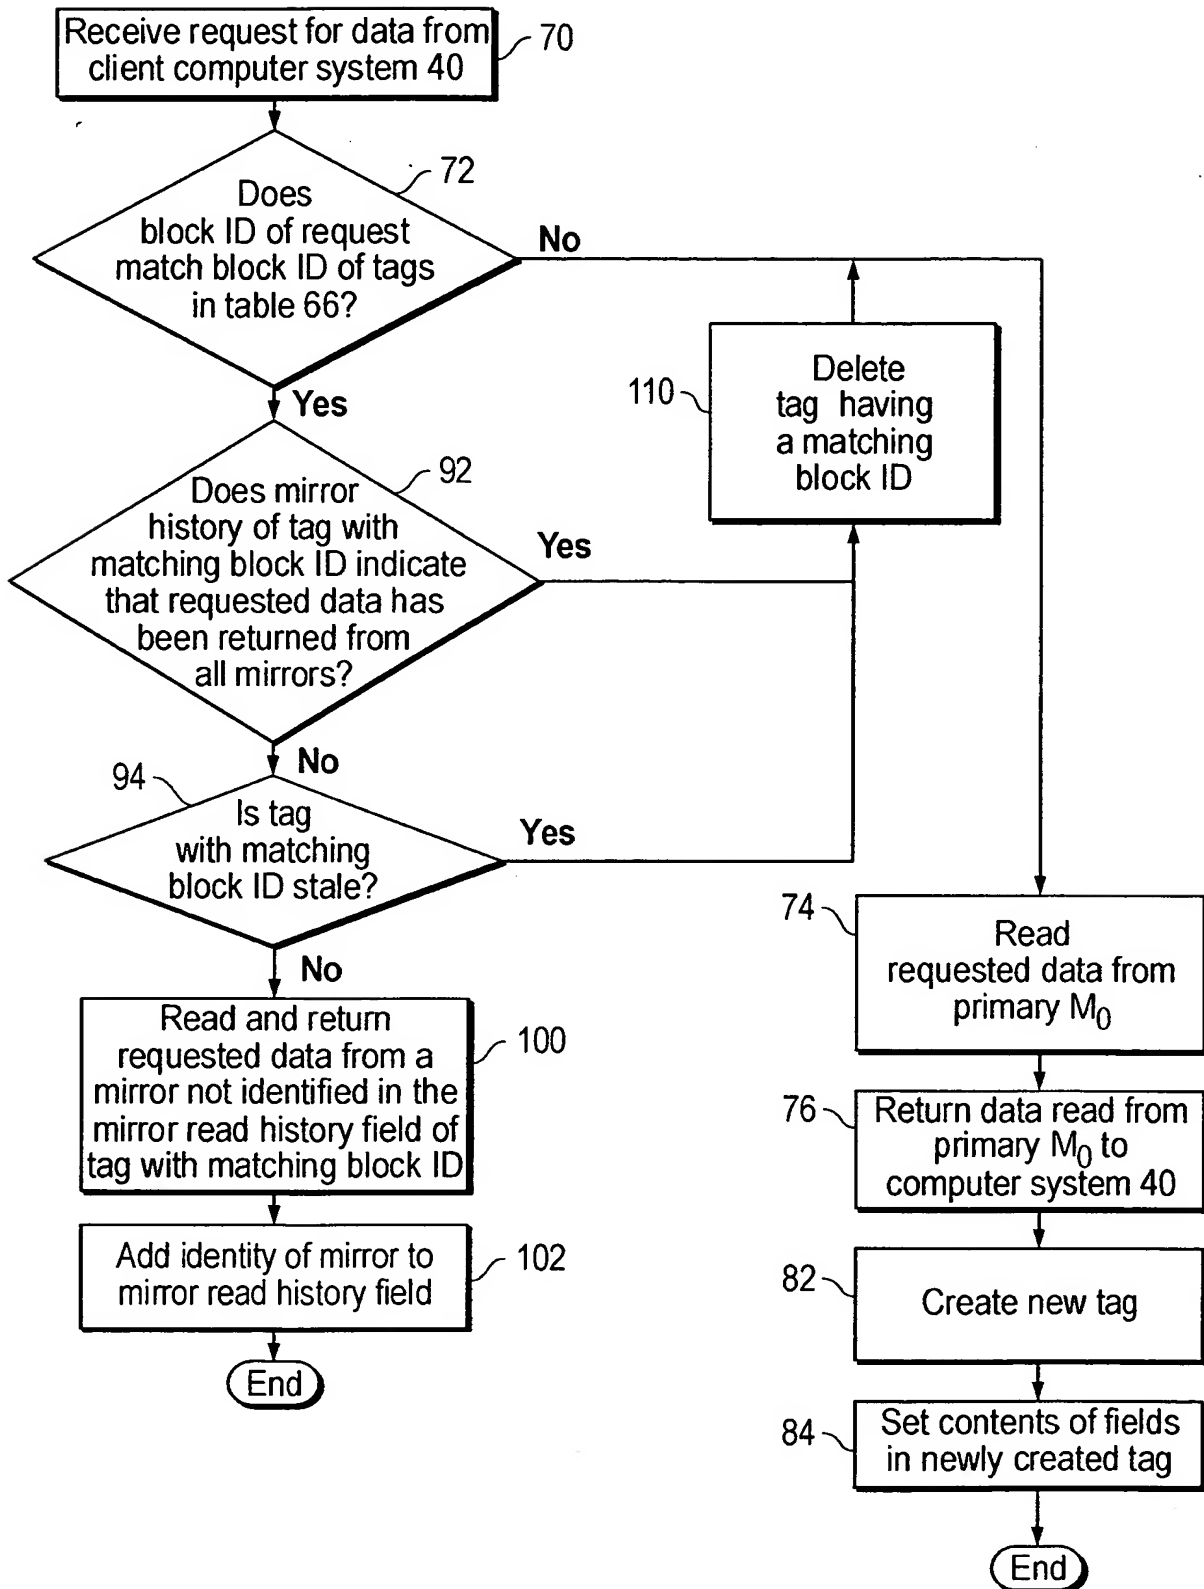 Receive request for data from
client computer system 40
70
72
Does
block ID of request
match block ID of tags
in table 66?
No
Yes
110
Delete
tag having
a matching
block ID
92
Does mirror
history of tag with
matching block ID indicate
that requested data has
been returned from
all mirrors?
Yes
No
94
Is tag
with matching
block ID stale?
Yes
No
Read and return
requested data from a
mirror not identified in the
mirror read history field of
tag with matching block ID
100
Add identity of mirror to
mirror read history field
102
End
74
Read
requested data from
primary M0
76
Return data read from
primary M0 to
computer system 40
82
Create new tag
84
Set contents of fields
in newly created tag
End